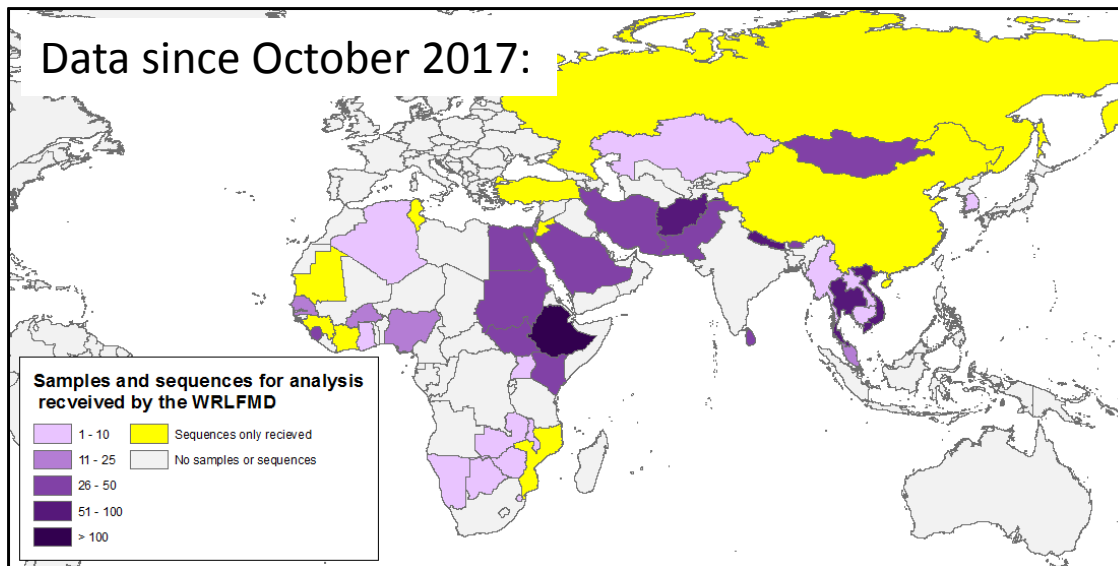 Data since October 2017:
Samples and sequences for analysis
recveived by the WRLFMD
1 - 10
Sequences only recieved
11 - 25
No samples or sequences
26 - 50
51 - 100
> 100